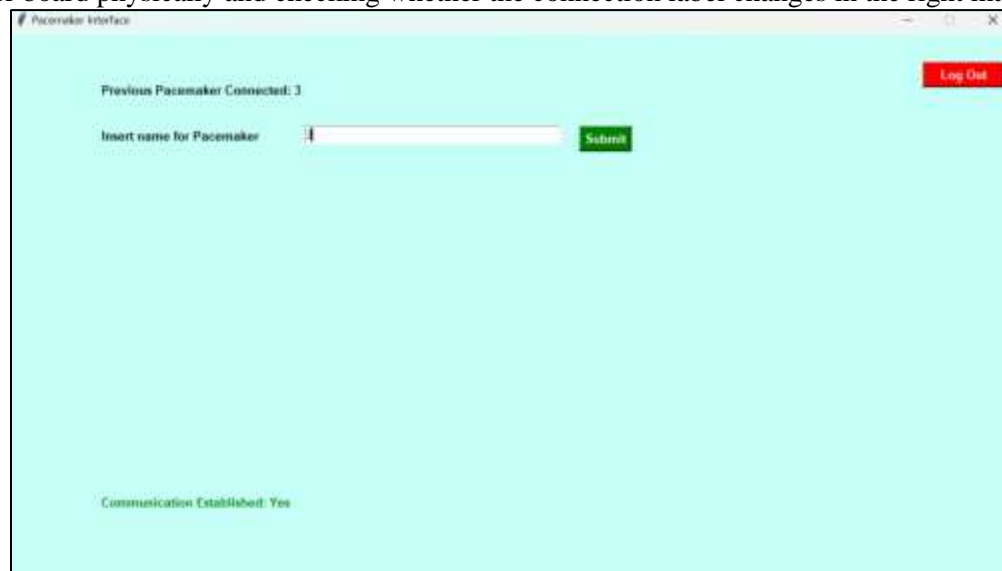 board physically and checking whether the connection label changes in the right
Pacemaker Interface
Log Out
Previous Pacemaker Connected: 3
Insert name for Pacemaker
Submit
Communication Established: Yes